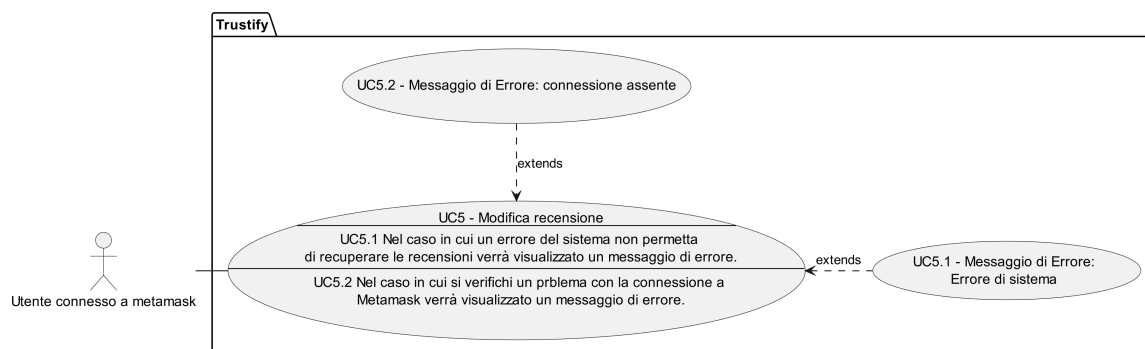 Trustify
UC5.2 - Messaggio di Errore: connessione assente
extends
UC5 - Modifica recensione
UC5.1 Nel caso in cui un errore del sistema non permetta
di recuperare le recensioni verrà visualizzato un messaggio di errore.
UC5.2 Nel caso in cui si verifichi un prblema con la connessione a
Metamask verrà visualizzato un messaggio di errore.
extends
UC5.1 - Messaggio di Errore:
Errore di sistema
Utente connesso a metamask